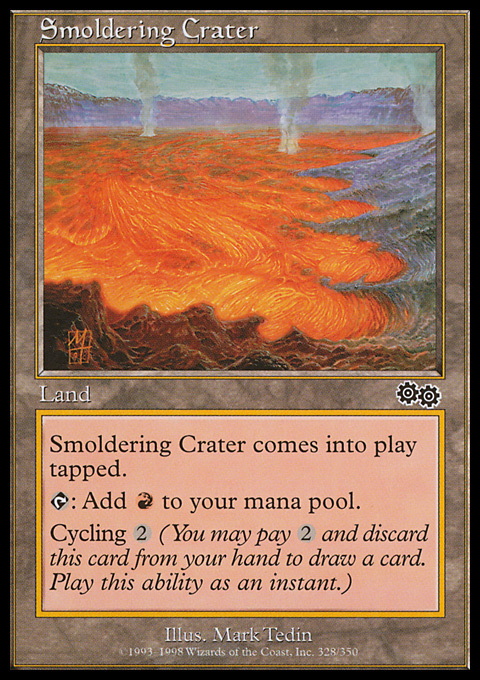 Smoldering Crater
Land
Smoldering Crater comes into play
tapped.
: Add to your mana pool.
Cycling 2 (You may pay 2 and discard
this card from your hand to draw a card.
Play this ability as an instant.)
Illus. Mark Tedin
©1993-1998 Wizards of the Coast, Inc. 328/350